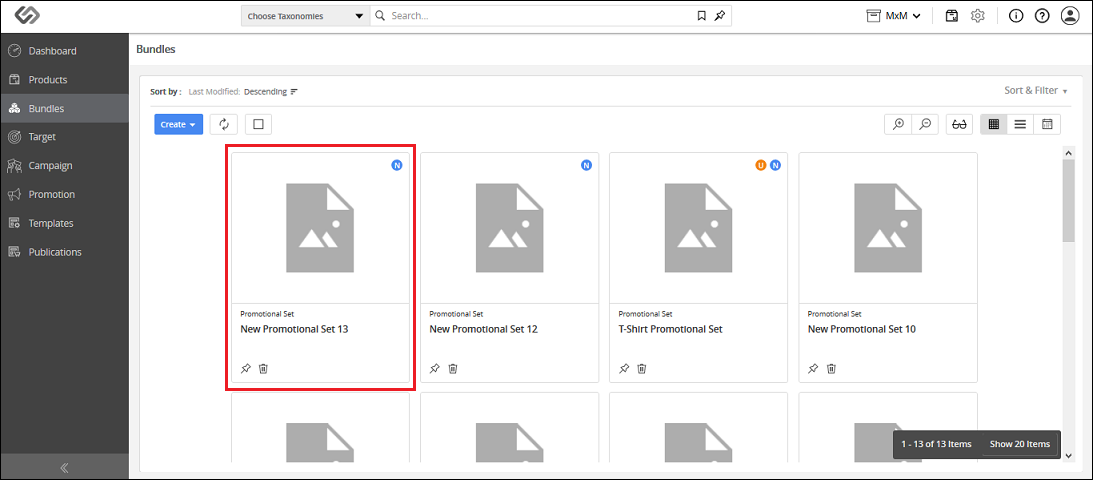 Choose Taxonomies
Search...
MxM
Dashboard
Products
Bundles
Target
Campaign
Promotion
Templates
Publications
Bundles
Sort by : Last Modified: Descending
Sort & Filter
Create
N
Promotional Set
New Promotional Set 13
N
Promotional Set
New Promotional Set 12
U N
Promotional Set
T-Shirt Promotional Set
Promotional Set
New Promotional Set 10
1 - 13 of 13 Items Show 20 Items